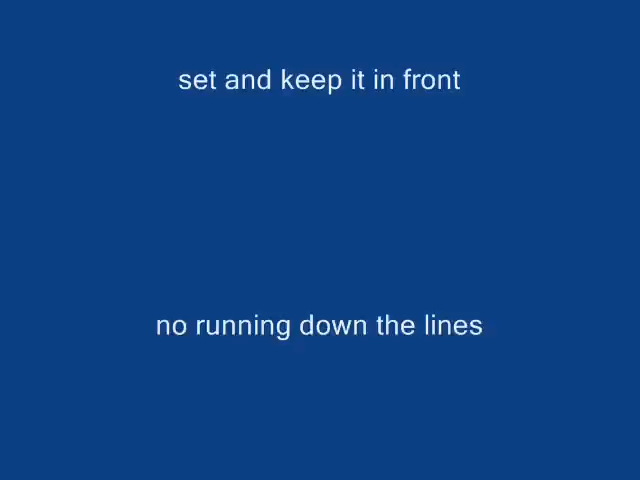 set and keep it in front
no running down the lines